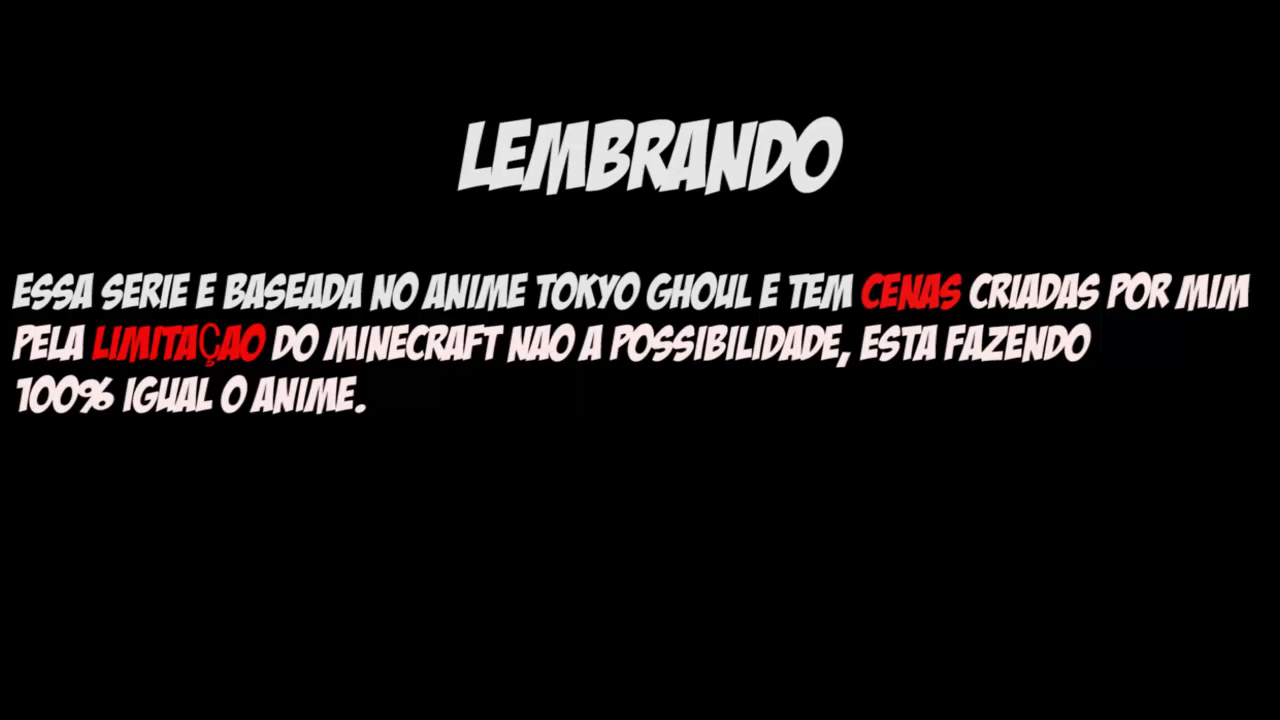 LEMBRANDO
ESSA SERIE E BASEADA NO ANIME TOKYO GHOUL E TEM CENAS CRIADAS POR MIM
PELA LIMITAÇAO DO MINECRAFT NAO A POSSIBILIDADE, ESTA FAZENDO
100% IGUAL O ANIME.